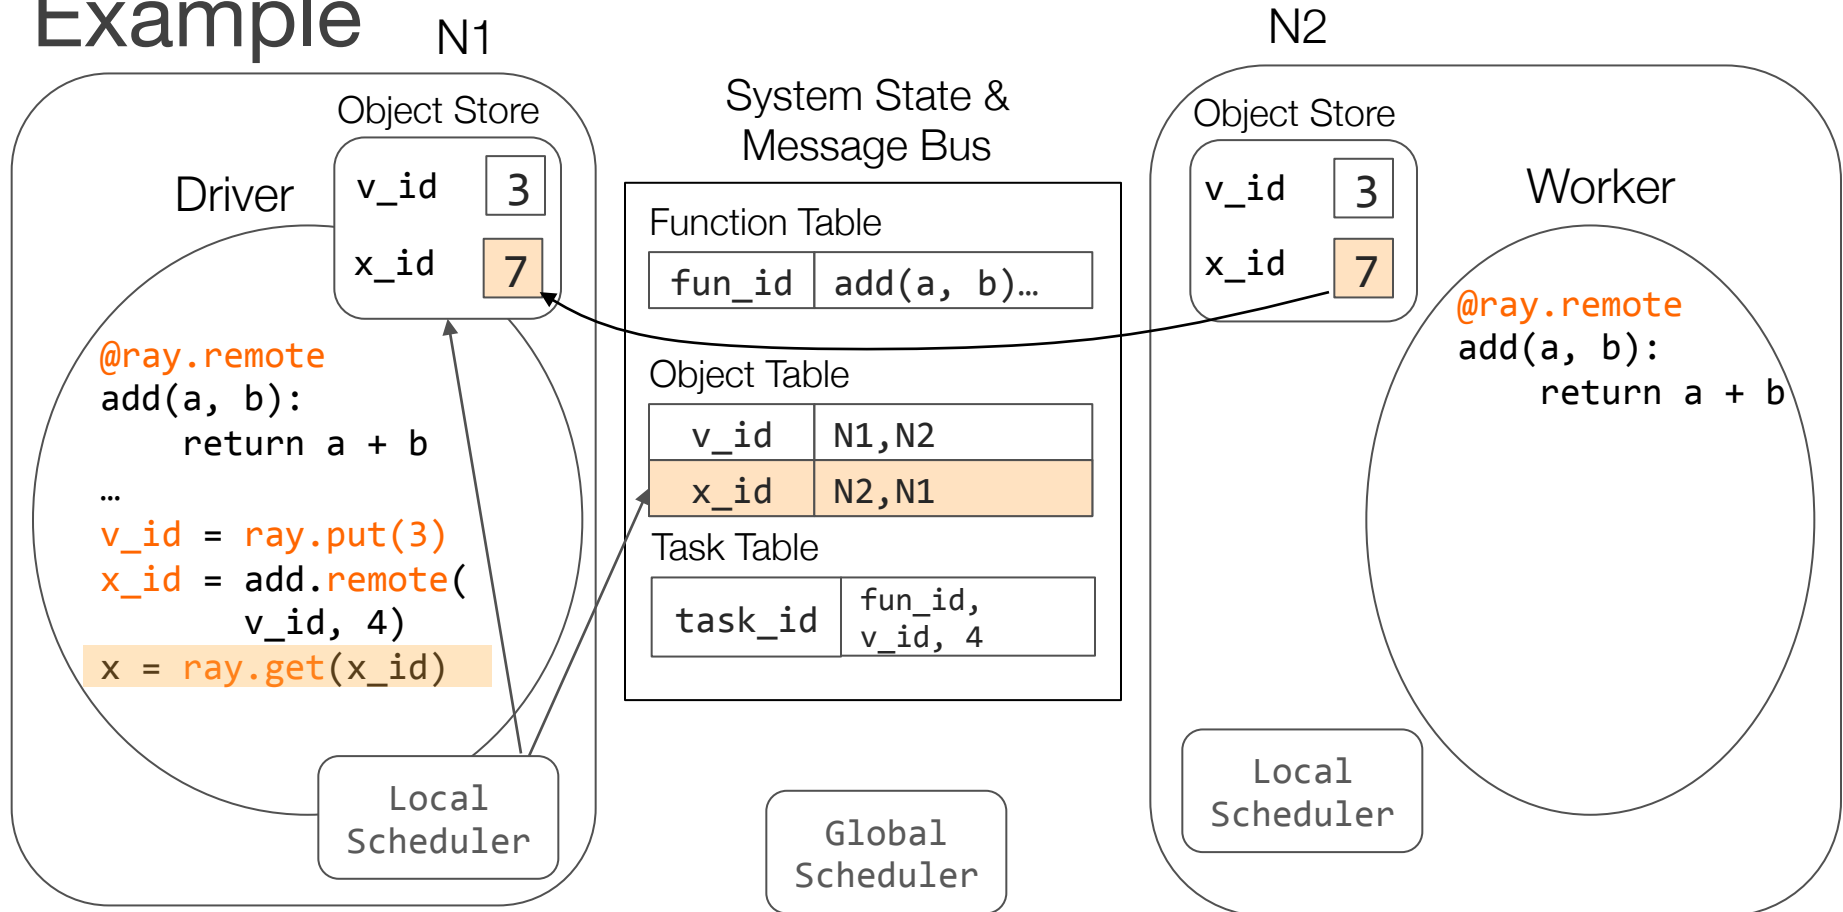 Example
N1
Object Store
v_id 3
x_id 7
Driver
@ray.remote
add(a, b):
return a + b
…
v_id = ray.put(3)
x_id = add.remote(
v_id, 4)
x = ray.get(x_id)
Local
Scheduler
System State &
Message Bus
Function Table
fun_id add(a, b)…
Object Table
v_id N1,N2
x_id N2,N1
Task Table
task_id fun_id,
v_id, 4
Global
Scheduler
N2
Object Store
v_id 3
x_id 7
Worker
@ray.remote
add(a, b):
return a + b
Local
Scheduler